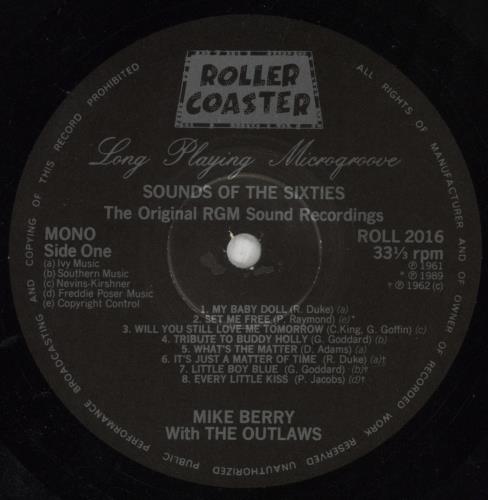 ROLLER
COASTER
Long Playing Microgroove
SOUNDS OF THE SIXTIES
The Original RGM Sound Recordings
MONO
Side One
(a) Ivy Music
(b) Southern Music
(c) Nevins-Kirshner
(d) Freddie Poser Music
(e) Copyright Control
ROLL 2016
33⅓ rpm
℗ 1961
* ℗ 1989
† ℗ 1962 (c)
1. MY BABY DOLL (R. Duke) (a)
2. SET ME FREE (P. Raymond) (e)*
3. WILL YOU STILL LOVE ME TOMORROW (C.King, G. Goffin) (c)
4. TRIBUTE TO BUDDY HOLLY (G. Goddard) (b)
5. WHAT'S THE MATTER (D. Adams) (a)
6. IT'S JUST A MATTER OF TIME (R. Duke) (a)†
7. LITTLE BOY BLUE (G. Goddard) (b)†
8. EVERY LITTLE KISS (P. Jacobs) (d)†
MIKE BERRY
With THE OUTLAWS
ALL RIGHTS OF MANUFACTURER AND OF OWNER OF RECORDED WORK RESERVED UNAUTHORIZED PUBLIC PERFORMANCE BROADCASTING AND COPYING OF THIS RECORD PROHIBITED